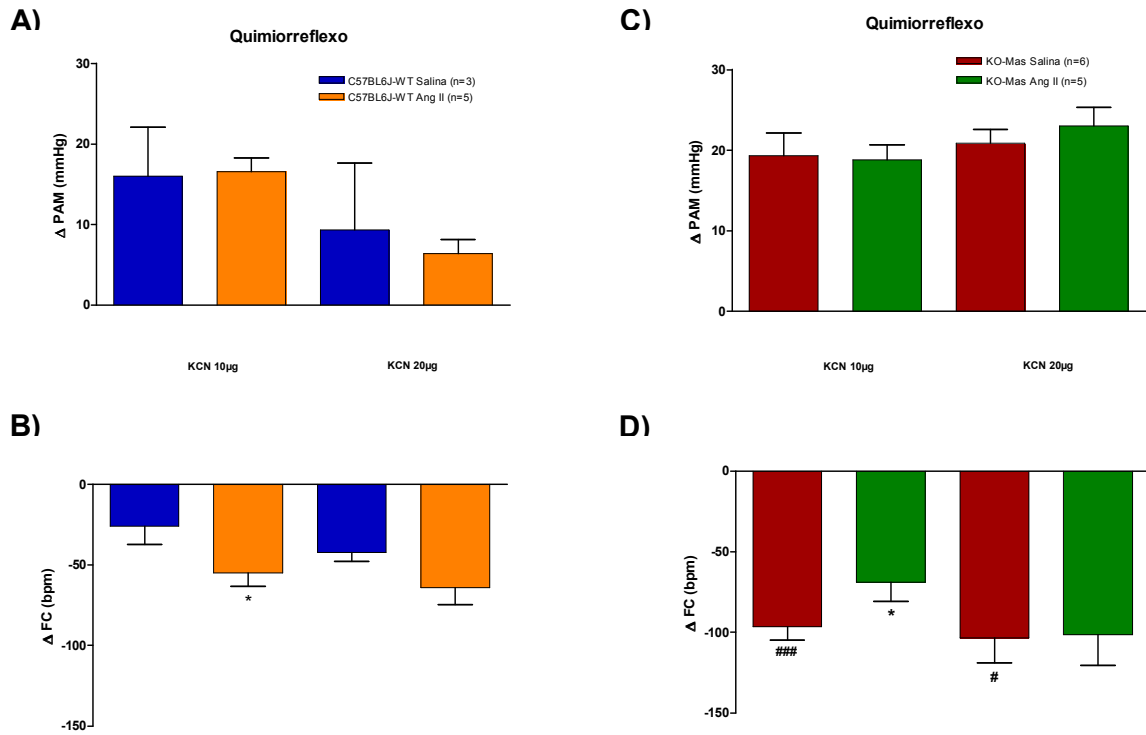 A)
Quimiorreflexo
C57BL6J-WT Salina (n=3)
C57BL6J-WT Ang II (n=5)
30
20
10
0
Δ PAM (mmHg)
KCN 10µg
KCN 20µg
B)
0
-50
-100
-150
Δ FC (bpm)
*
C)
Quimiorreflexo
KO-Mas Salina (n=6)
KO-Mas Ang II (n=5)
30
20
10
0
Δ PAM (mmHg)
KCN 10µg
KCN 20µg
D)
0
-50
-100
-150
Δ FC (bpm)
###
*
#